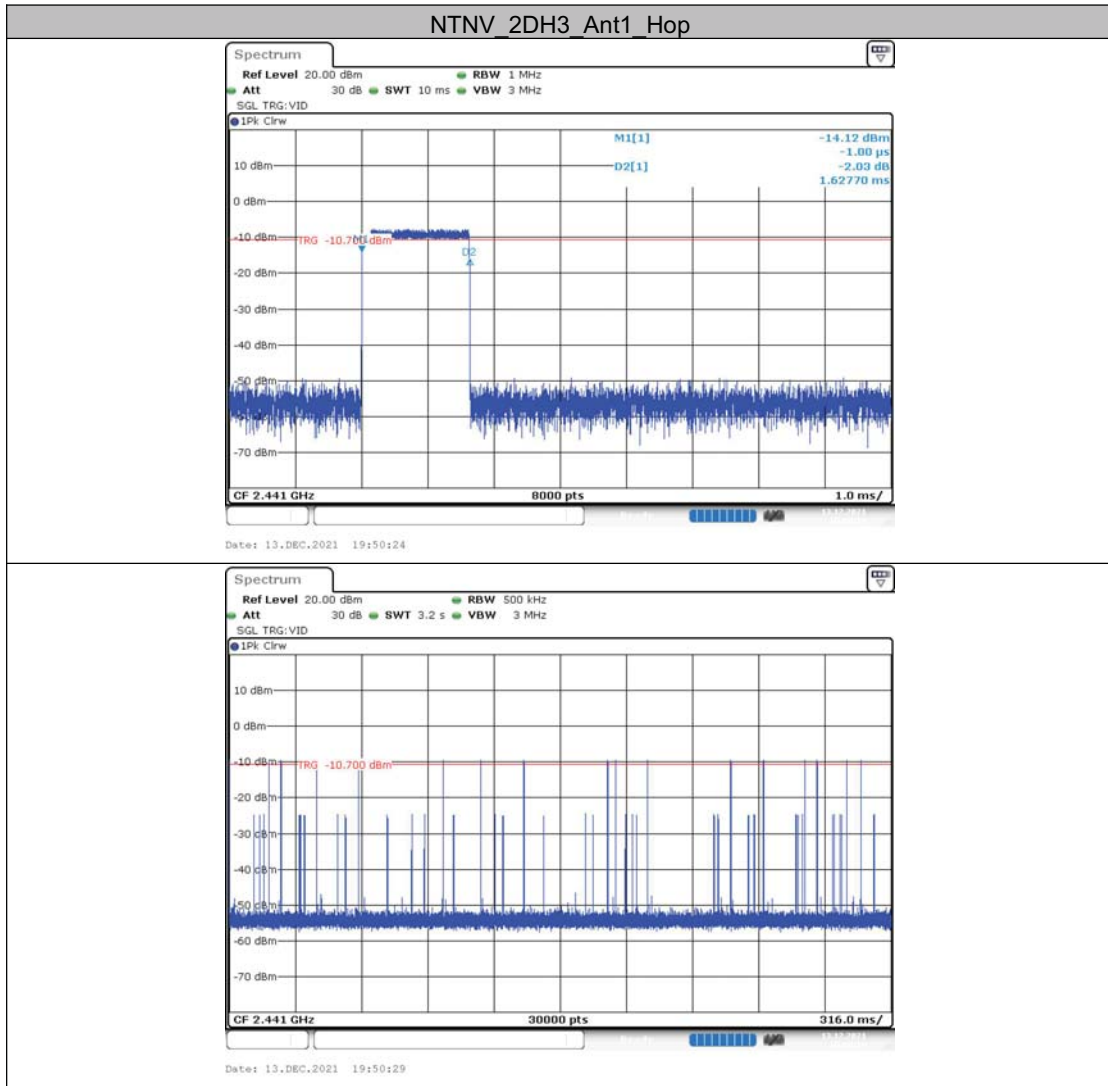 NTNV_2DH3_Ant1_Hop
Spectrum
Ref Level 20.00 dBm RBW 1 MHz
Att 30 dB SWT 10 ms VBW 3 MHz
SGL TRG:VID
1Pk Clrw
M1[1] -14.12 dBm
-1.00 µs
D2[1] -2.03 dB
1.62770 ms
10 dBm
0 dBm
-10 dBm
TRG -10.700 dBm
M1
D2
-20 dBm
-30 dBm
-40 dBm
-50 dBm
-70 dBm
CF 2.441 GHz 8000 pts 1.0 ms/
Date: 13.DEC.2021 19:50:24
Spectrum
Ref Level 20.00 dBm RBW 500 kHz
Att 30 dB SWT 3.2 s VBW 3 MHz
SGL TRG:VID
1Pk Clrw
10 dBm
0 dBm
-10 dBm
TRG -10.700 dBm
-20 dBm
-30 dBm
-40 dBm
-50 dBm
-60 dBm
-70 dBm
CF 2.441 GHz 30000 pts 316.0 ms/
Date: 13.DEC.2021 19:50:29